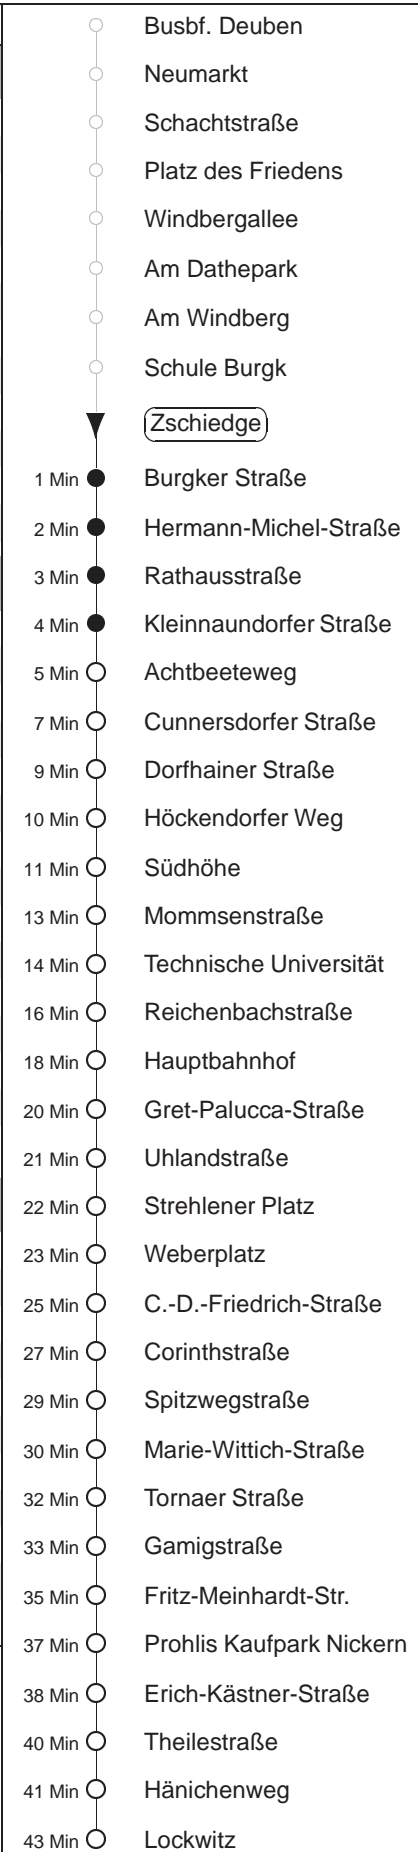 Busbf. Deuben
Neumarkt
Schachtstraße
Platz des Friedens
Windbergallee
Am Dathepark
Am Windberg
Schule Burgk
Zschiedge
1 Min Burgker Straße
2 Min Hermann-Michel-Straße
3 Min Rathausstraße
4 Min Kleinnaundorfer Straße
5 Min Achtbeeteweg
7 Min Cunnersdorfer Straße
9 Min Dorfhainer Straße
10 Min Höckendorfer Weg
11 Min Südhöhe
13 Min Mommsenstraße
14 Min Technische Universität
16 Min Reichenbachstraße
18 Min Hauptbahnhof
20 Min Gret-Palucca-Straße
21 Min Uhlandstraße
22 Min Strehlener Platz
23 Min Weberplatz
25 Min C.-D.-Friedrich-Straße
27 Min Corinthstraße
29 Min Spitzwegstraße
30 Min Marie-Wittich-Straße
32 Min Tornaer Straße
33 Min Gamigstraße
35 Min Fritz-Meinhardt-Str.
37 Min Prohlis Kaufpark Nickern
38 Min Erich-Kästner-Straße
40 Min Theilestraße
41 Min Hänichenweg
43 Min Lockwitz